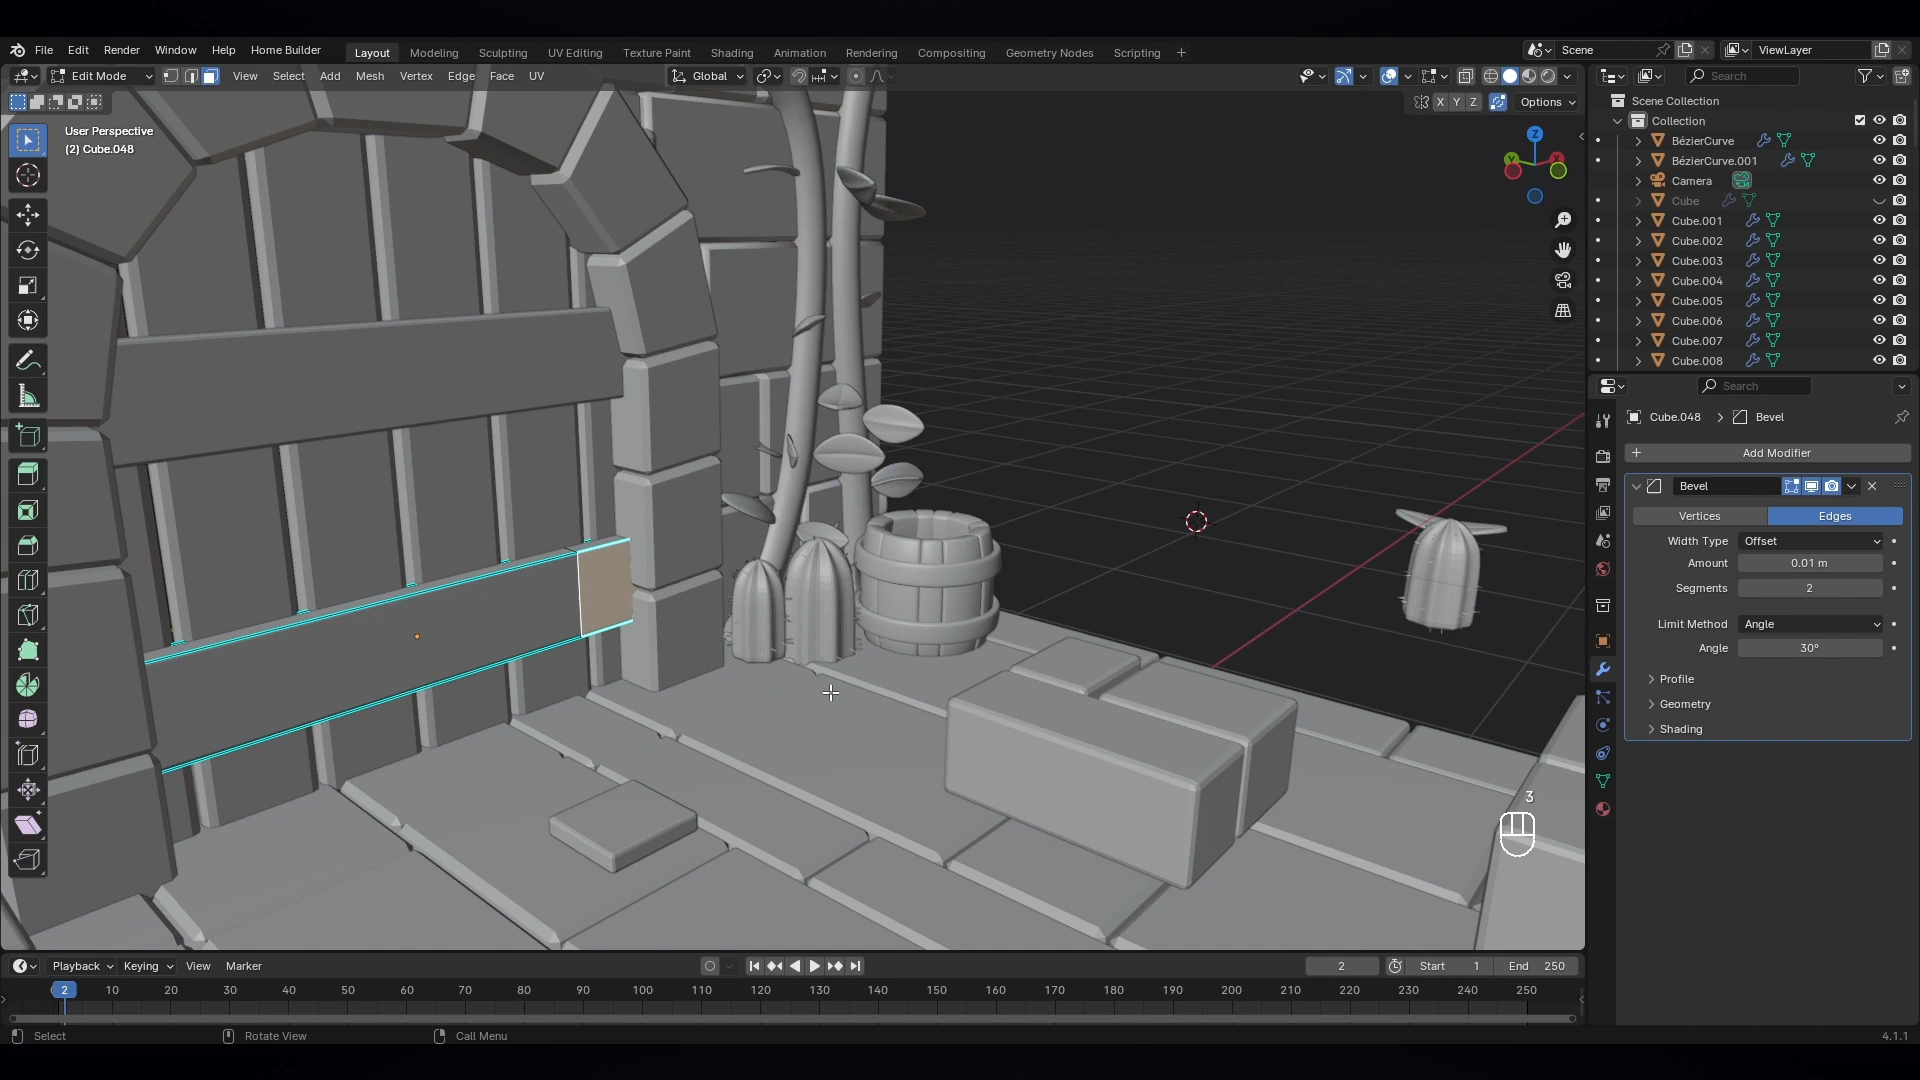 File Edit Render Window Help Home Builder Layout Modeling Sculpting UV Editing Texture Paint Shading Animation Rendering Compositing Geometry Nodes Scripting + Scene ViewLayer
Edit Mode View Select Add Mesh Vertex Edge Face UV Global Search
X Y Z Options
User Perspective
(2) Cube.048
Z
Y
X
Scene Collection
Collection
BézierCurve
BézierCurve.001
Camera
Cube
Cube.001
Cube.002
Cube.003
Cube.004
Cube.005
Cube.006
Cube.007
Cube.008
Search
Cube.048 > Bevel
+ Add Modifier
Bevel
Vertices Edges
Width Type Offset
Amount 0.01 m
Segments 2
Limit Method Angle
Angle 30°
Profile
Geometry
Shading
3
Playback Keying View Marker 2 Start 1 End 250
2 10 20 30 40 50 60 70 80 90 100 110 120 130 140 150 160 170 180 190 200 210 220 230 240 250
Select Rotate View Call Menu 4.1.1